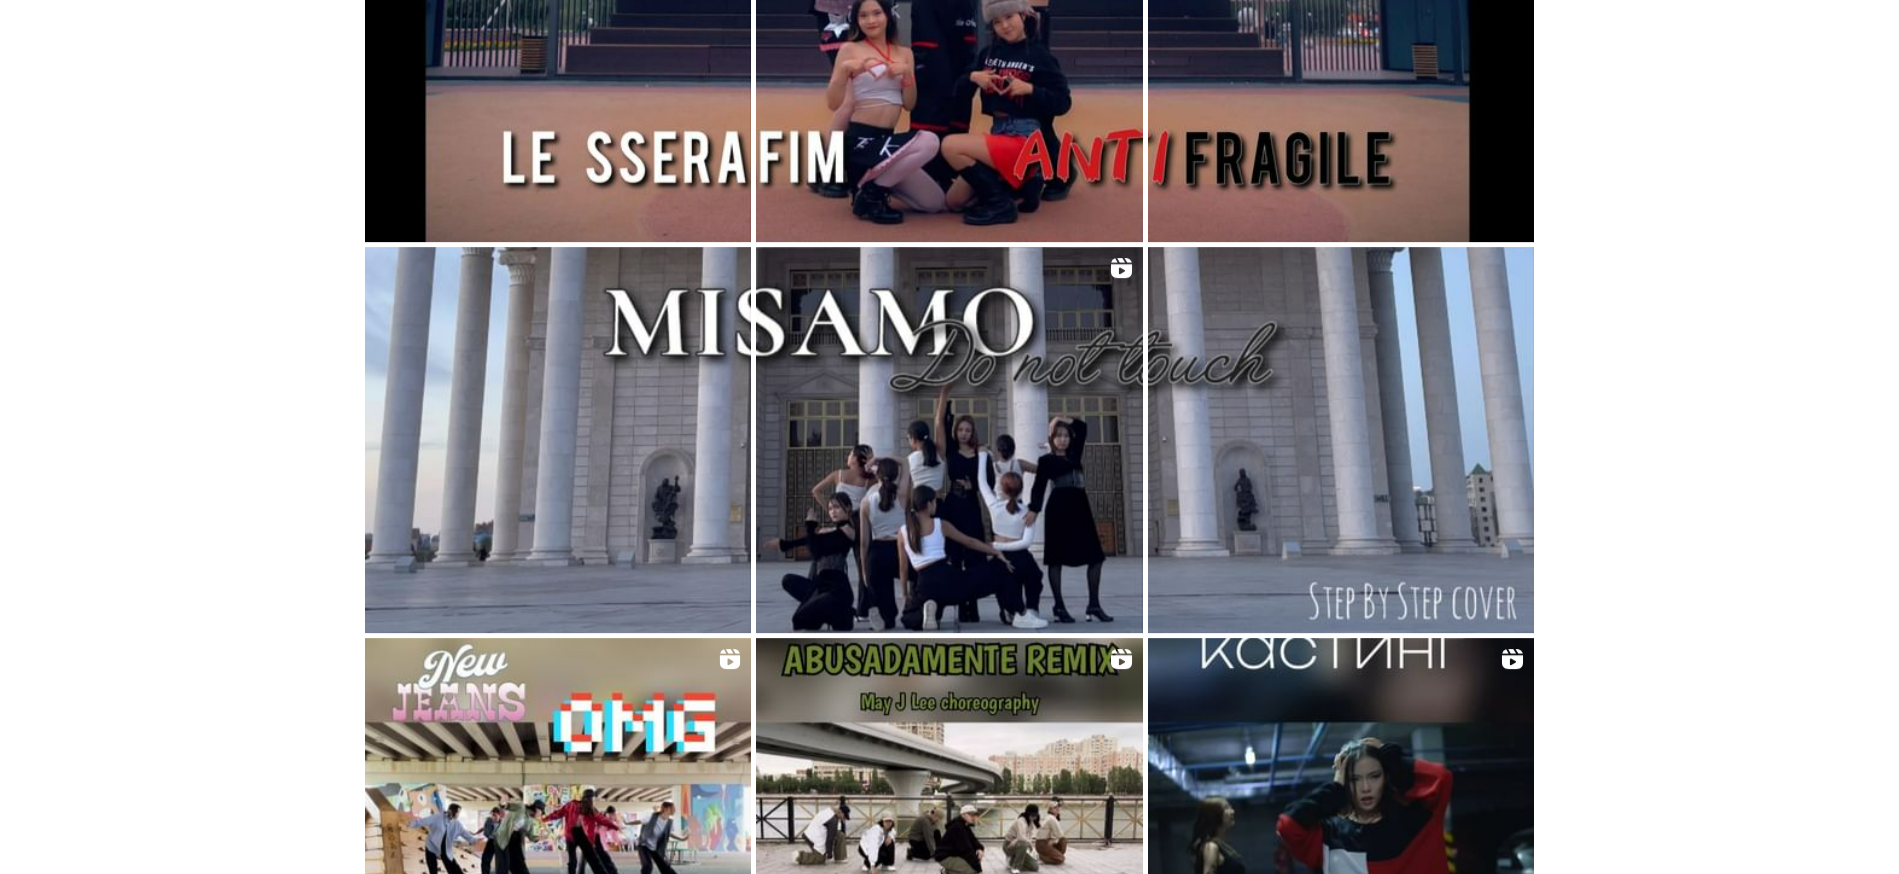 LE SSERAFIM ANTIFRAGILE
MISAMO
Do not touch
STEP BY STEP COVER
New
JEANS
OMG
ABUSADAMENTE REMIX
May J Lee choreography
кастинг